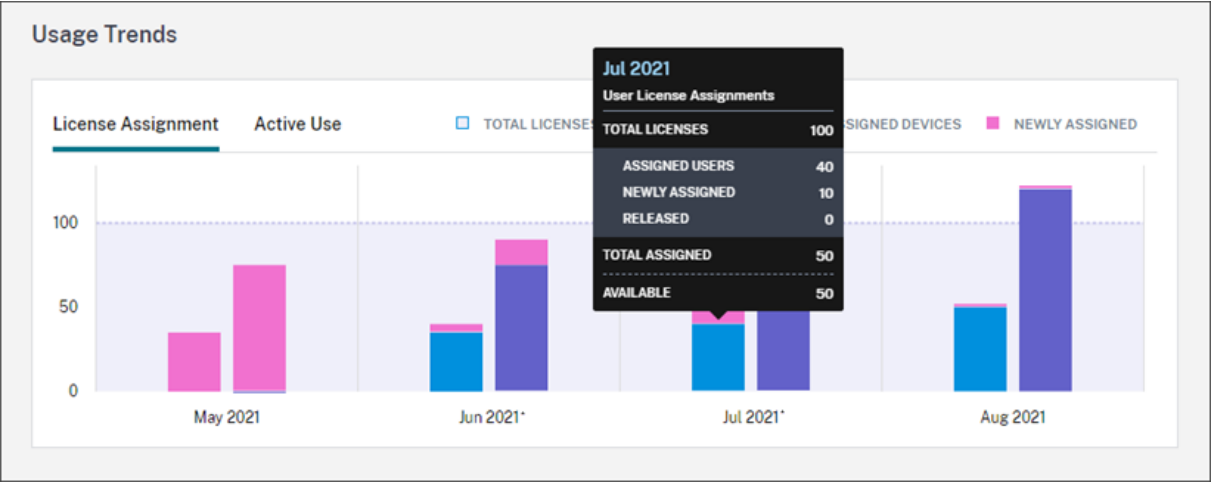 Usage Trends
Jul 2021
User License Assignments
License Assignment Active Use TOTAL LICENSES NEWLY ASSIGNED
DEVICES
TOTAL LICENSES 100
ASSIGNED USERS 40
NEWLY ASSIGNED 10
RELEASED 0
TOTAL ASSIGNED 50
AVAILABLE 50
100
50
0
May 2021 Jun 2021* Jul 2021* Aug 2021